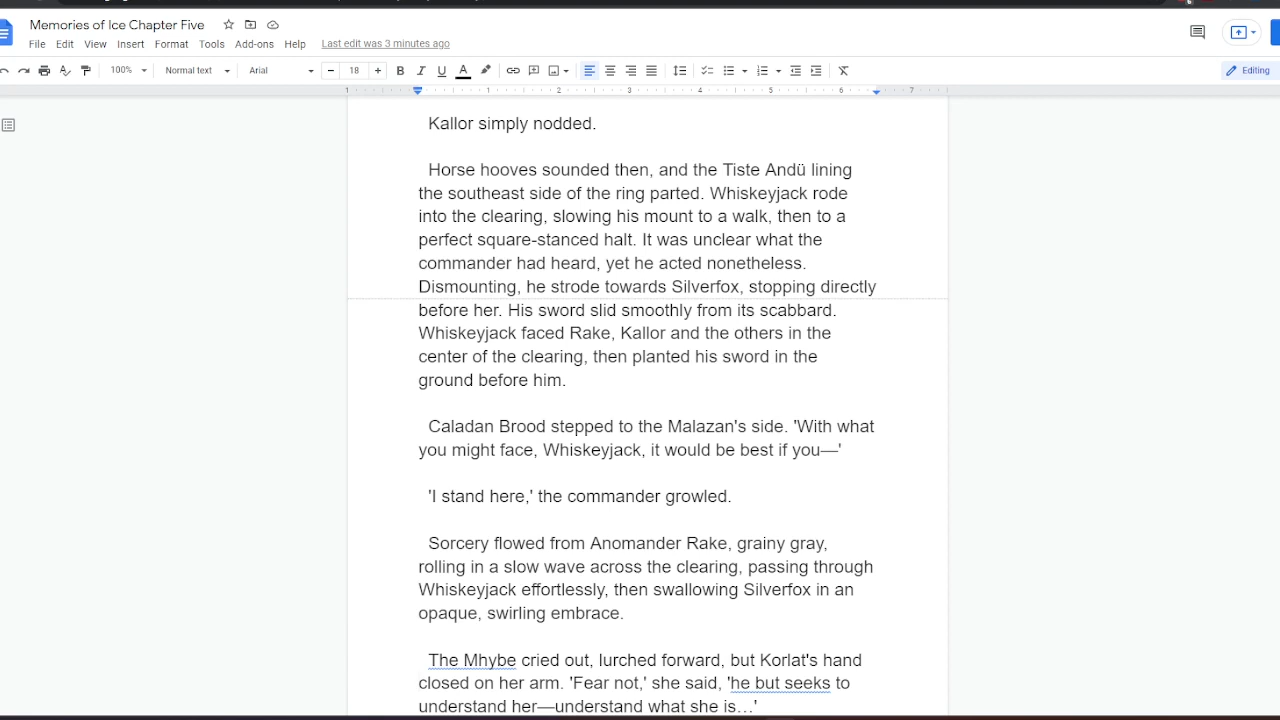 Memories of Ice Chapter Five
File Edit View Insert Format Tools Add-ons Help Last edit was 3 minutes ago
100% Normal text Arial 18 B I U A Editing
1 1 2 3 4 5 6 7
Kallor simply nodded.
Horse hooves sounded then, and the Tiste Andü lining
the southeast side of the ring parted. Whiskeyjack rode
into the clearing, slowing his mount to a walk, then to a
perfect square-stanced halt. It was unclear what the
commander had heard, yet he acted nonetheless.
Dismounting, he strode towards Silverfox, stopping directly
before her. His sword slid smoothly from its scabbard.
Whiskeyjack faced Rake, Kallor and the others in the
center of the clearing, then planted his sword in the
ground before him.
Caladan Brood stepped to the Malazan's side. 'With what
you might face, Whiskeyjack, it would be best if you—'
'I stand here,' the commander growled.
Sorcery flowed from Anomander Rake, grainy gray,
rolling in a slow wave across the clearing, passing through
Whiskeyjack effortlessly, then swallowing Silverfox in an
opaque, swirling embrace.
The Mhybe cried out, lurched forward, but Korlat's hand
closed on her arm. 'Fear not,' she said, 'he but seeks to
understand her—understand what she is…'